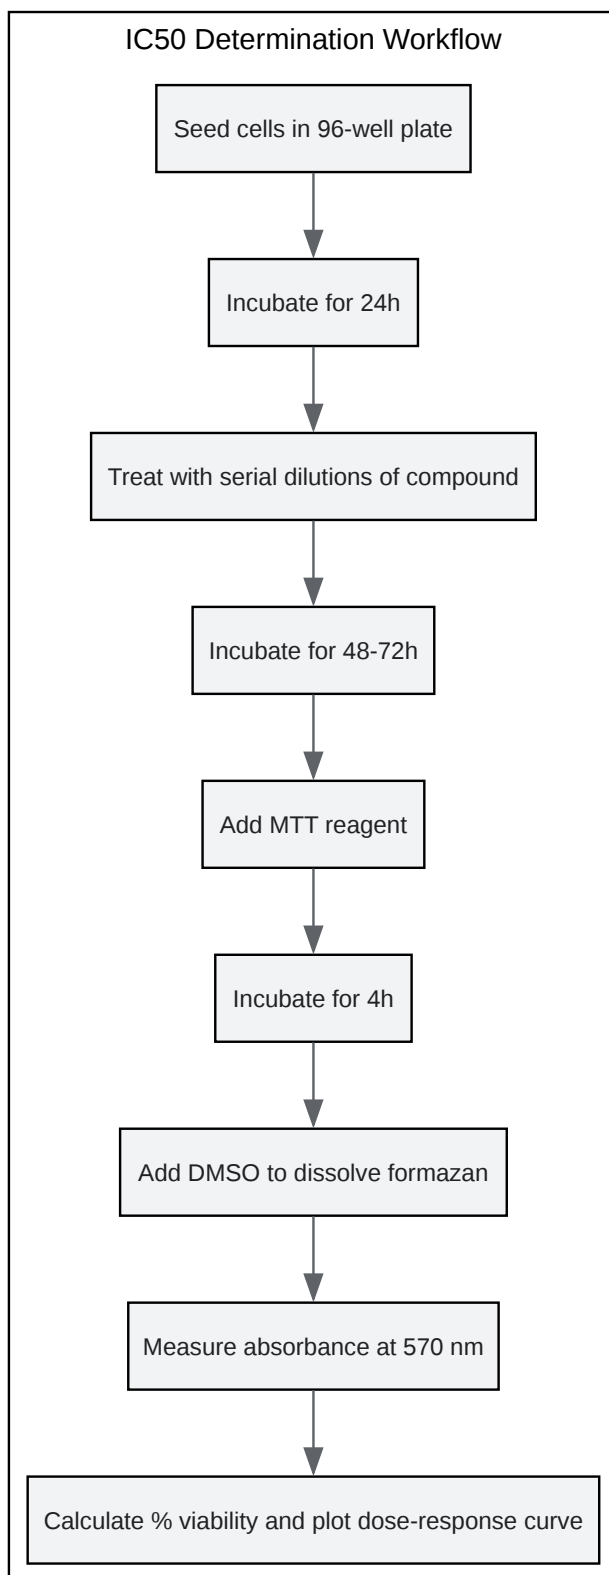 IC50 Determination Workflow
Seed cells in 96-well plate
Incubate for 24h
Treat with serial dilutions of compound
Incubate for 48-72h
Add MTT reagent
Incubate for 4h
Add DMSO to dissolve formazan
Measure absorbance at 570 nm
Calculate % viability and plot dose-response curve